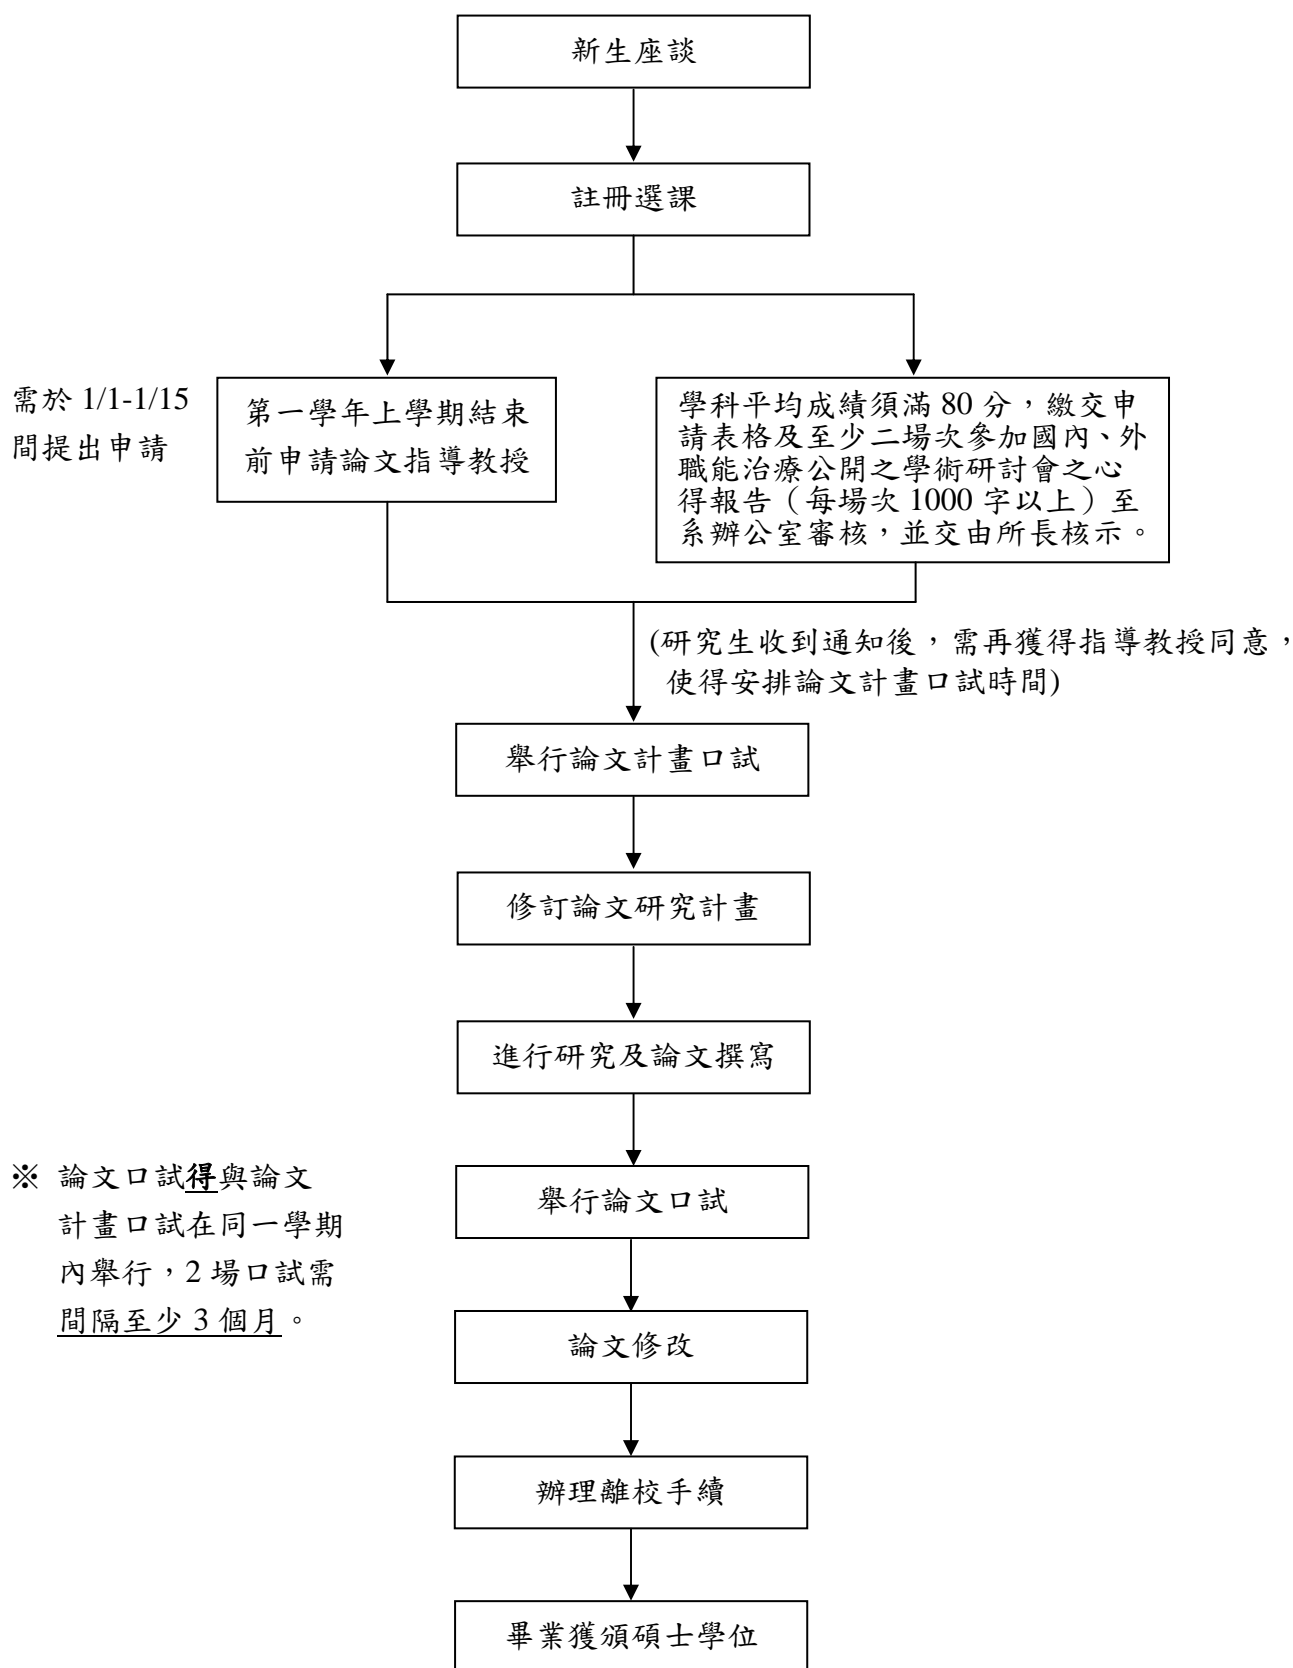 新生座談
註冊選課
需於 1/1-1/15
間提出申請
第一學年上學期結束
前申請論文指導教授
學科平均成績須滿 80 分，繳交申
請表格及至少二場次參加國內、外
職能治療公開之學術研討會之心
得報告（每場次 1000 字以上）至
系辦公室審核，並交由所長核示。
(研究生收到通知後，需再獲得指導教授同意，
使得安排論文計畫口試時間)
舉行論文計畫口試
修訂論文研究計畫
進行研究及論文撰寫
※ 論文口試得與論文
計畫口試在同一學期
內舉行，2 場口試需
間隔至少 3 個月。
舉行論文口試
論文修改
辦理離校手續
畢業獲頒碩士學位